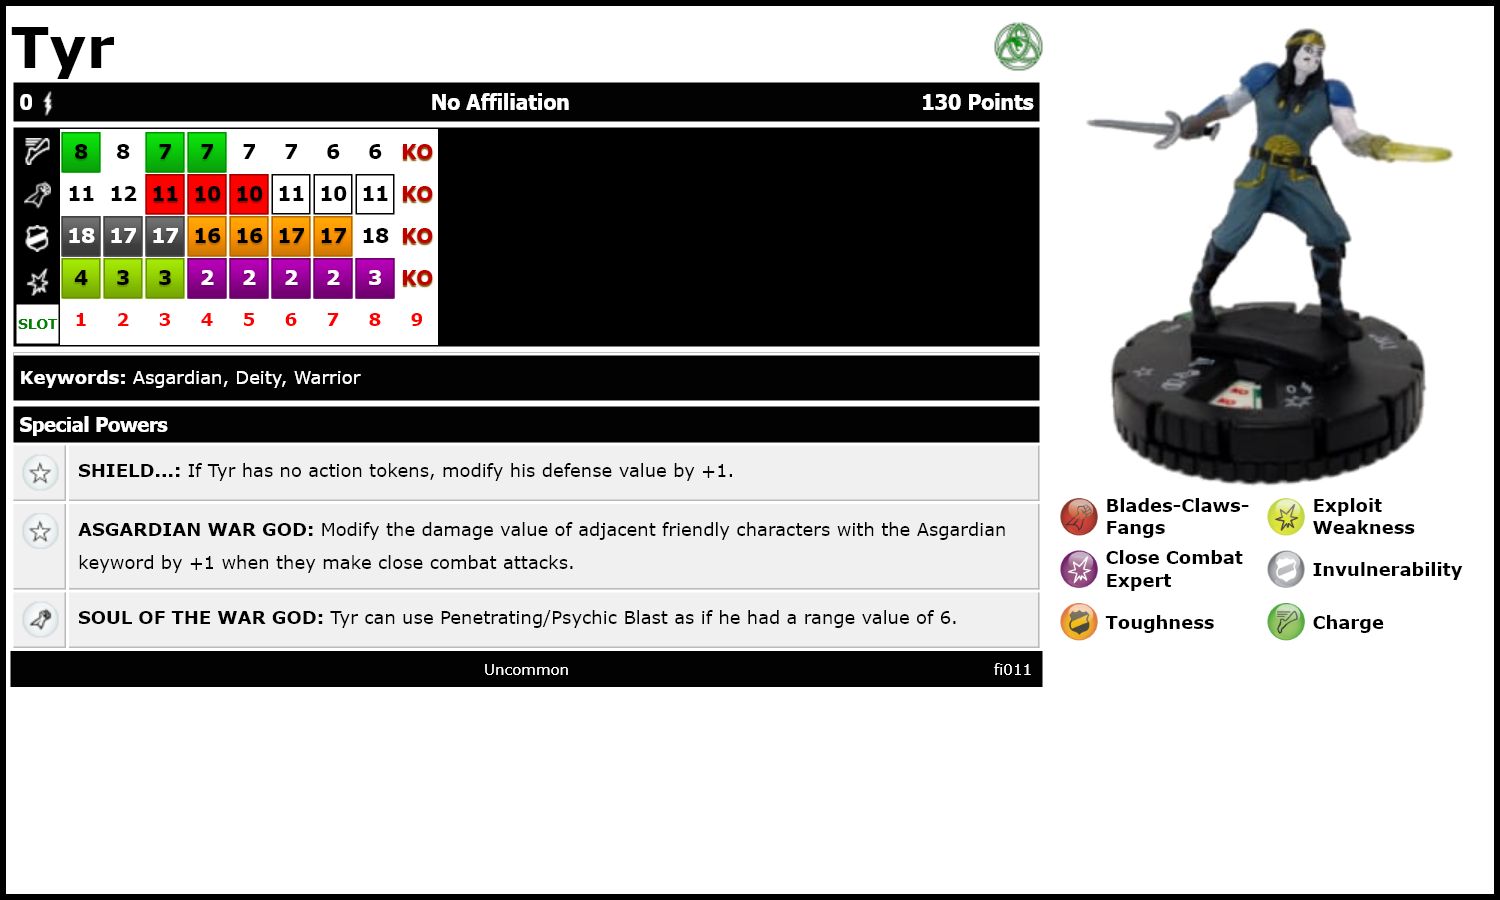 Tyr
0 No Affiliation 130 Points
8 8 7 7 7 7 6 6 KO
11 12 11 10 10 11 10 11 KO
18 17 17 16 16 17 17 18 KO
4 3 3 2 2 2 2 3 KO
SLOT 1 2 3 4 5 6 7 8 9
Keywords: Asgardian, Deity, Warrior
Special Powers
SHIELD...: If Tyr has no action tokens, modify his defense value by +1.
ASGARDIAN WAR GOD: Modify the damage value of adjacent friendly characters with the Asgardian
keyword by +1 when they make close combat attacks.
SOUL OF THE WAR GOD: Tyr can use Penetrating/Psychic Blast as if he had a range value of 6.
Uncommon fi011
TYR
KO
KO
Blades-Claws-
Fangs
Exploit
Weakness
Close Combat
Expert
Invulnerability
Toughness
Charge